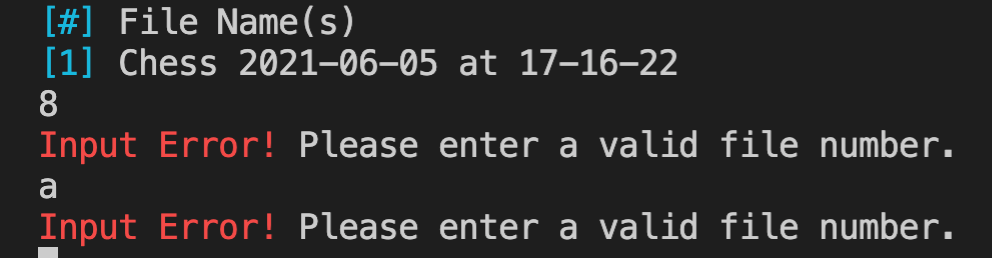 [#] File Name(s)
[1] Chess 2021-06-05 at 17-16-22
8
Input Error! Please enter a valid file number.
a
Input Error! Please enter a valid file number.